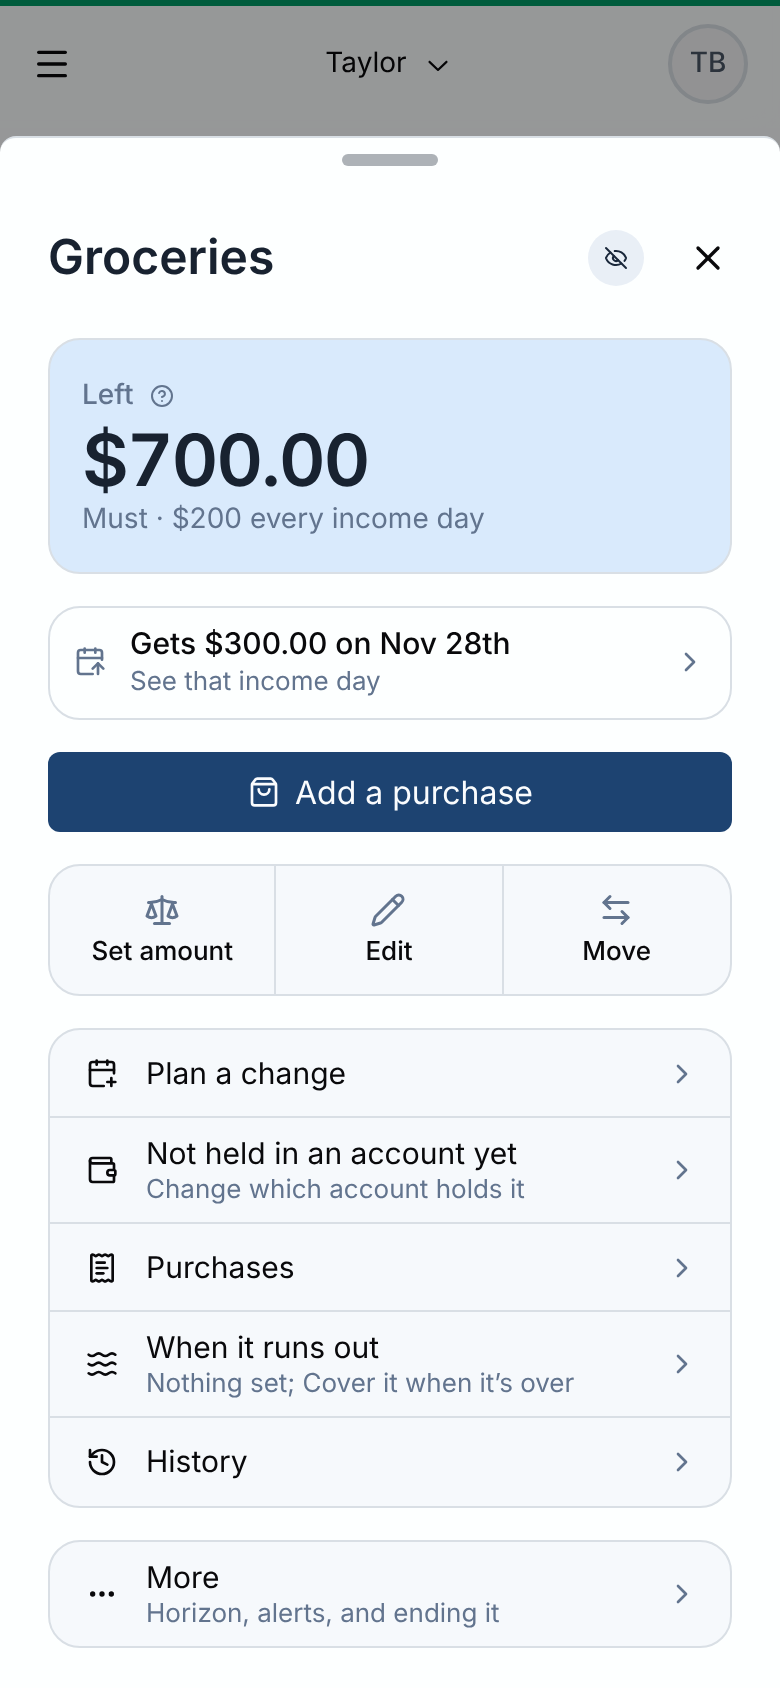 Taylor
TB
Groceries
Left
$700.00
Must · $200 every income day
Gets $300.00 on Nov 28th
See that income day
Add a purchase
Set amount
Edit
Move
Plan a change
Not held in an account yet
Change which account holds it
Purchases
When it runs out
Nothing set; Cover it when it’s over
History
More
Horizon, alerts, and ending it